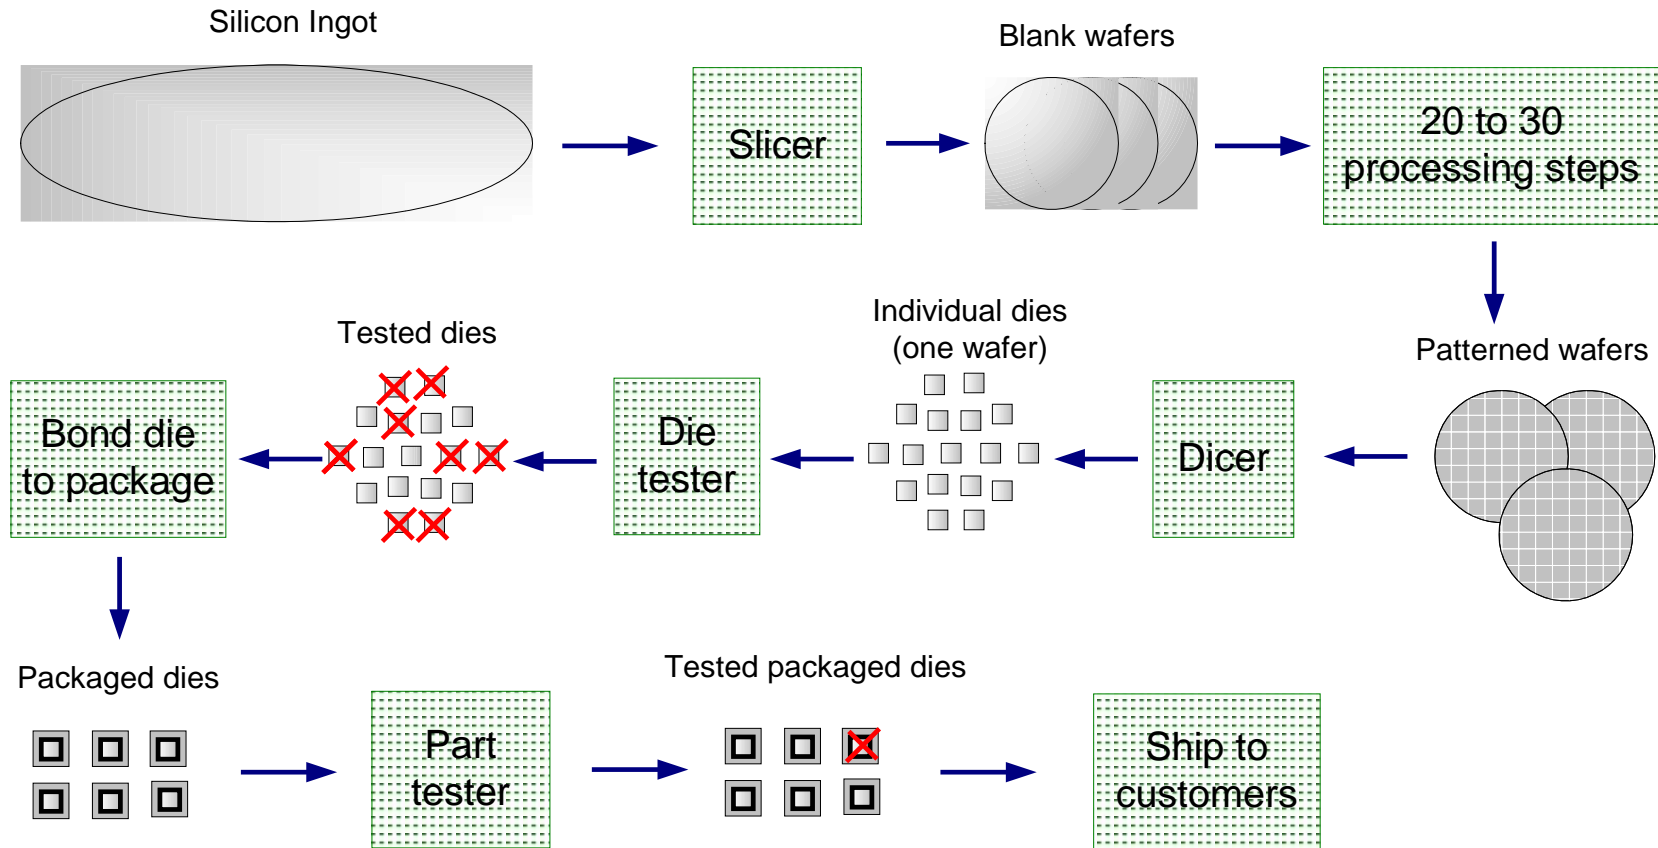 Silicon Ingot
Slicer
Blank wafers
20 to 30
processing steps
Patterned wafers
Dicer
Individual dies
(one wafer)
Die
tester
Tested dies
Bond die
to package
Packaged dies
Part
tester
Tested packaged dies
Ship to
customers